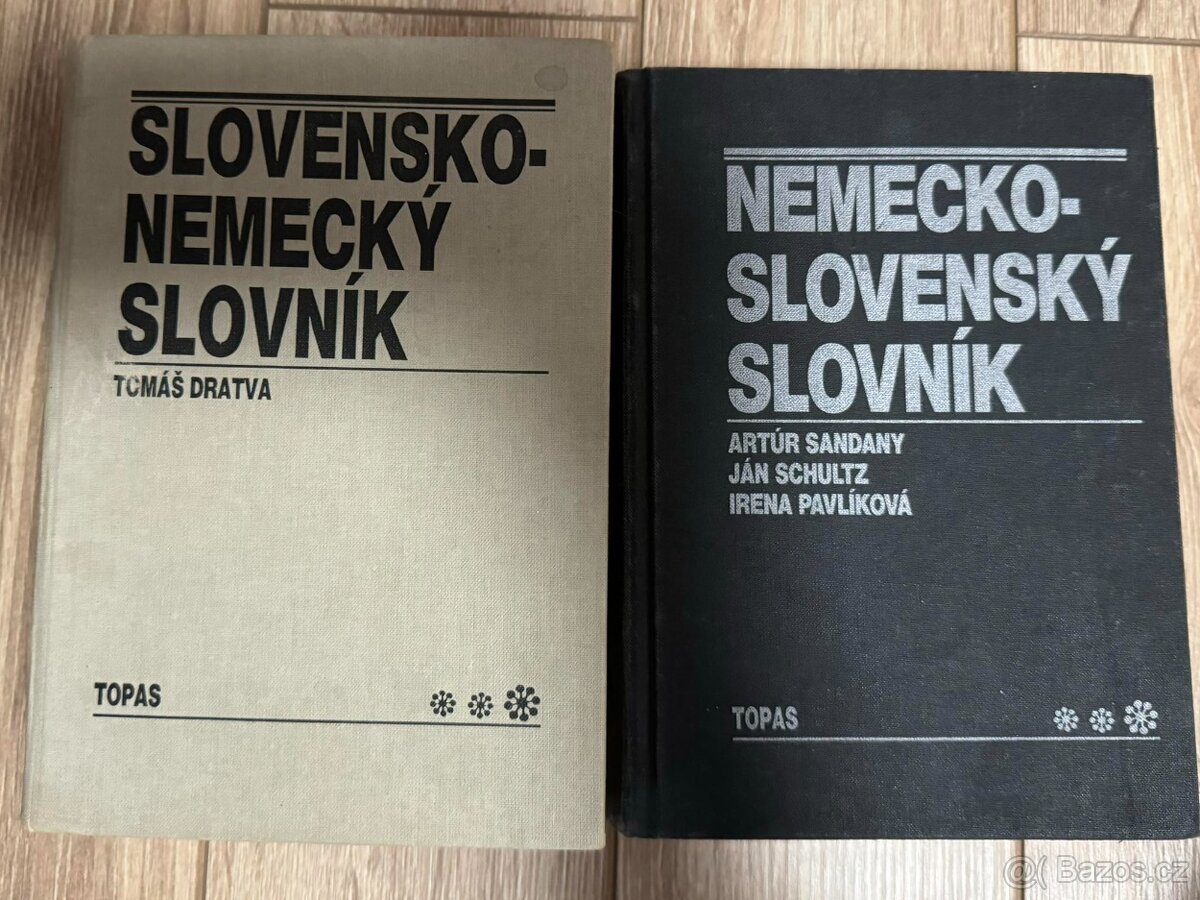 SLOVENSKO-
NEMECKÝ
SLOVNÍK
TOMÁŠ DRATVA
TOPAS
NEMECKO-
SLOVENSKÝ
SLOVNÍK
ARTÚR SANDANY
JÁN SCHULTZ
IRENA PAVLÍKOVÁ
TOPAS
@( Bazos.cz